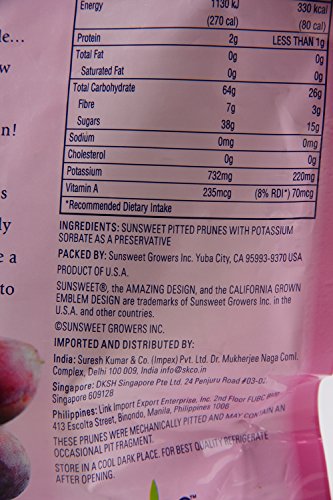 le...
w
n!
s
ly
e a
to
Energy 1130 kJ 330 kcal
(270 cal) (80 cal)
Protein 2g LESS THAN 1g
Total Fat 0g 0g
Saturated Fat 0g 0g
Total Carbohydrate 64g 26g
Fibre 7g 3g
Sugars 38g 15g
Sodium 0mg 0mg
Cholesterol 0g 0g
Potassium 732mg 220mg
Vitamin A 235mcg (8% RDI*) 70mcg
*Recommended Dietary Intake
INGREDIENTS: SUNSWEET PITTED PRUNES WITH POTASSIUM
SORBATE AS A PRESERVATIVE
PACKED BY: Sunsweet Growers Inc. Yuba City, CA 95993-9370 USA
PRODUCT OF U.S.A.
SUNSWEET®, the AMAZING DESIGN, and the CALIFORNIA GROWN
EMBLEM DESIGN are trademarks of Sunsweet Growers Inc. in the
U.S.A. and other countries.
©SUNSWEET GROWERS INC.
IMPORTED AND DISTRIBUTED BY:
India: Suresh Kumar & Co. (Impex) Pvt. Ltd. Dr. Mukherjee Naga Coml.
Complex, Delhi 100 009, India info@skco.in
Singapore: DKSH Singapore Pte Ltd. 24 Penjuru Road #03-02,
Singapore 609128
Philippines: Link Import Export Enterprise, Inc. 2nd Floor FUBC
413 Escolta Street, Binondo, Manila, Philippines 1006
THESE PRUNES WERE MECHANICALLY PITTED AND MAY CONTAIN AN
OCCASIONAL PIT FRAGMENT.
STORE IN A COOL DARK PLACE. FOR BEST QUALITY REFRIGERATE
AFTER OPENING.